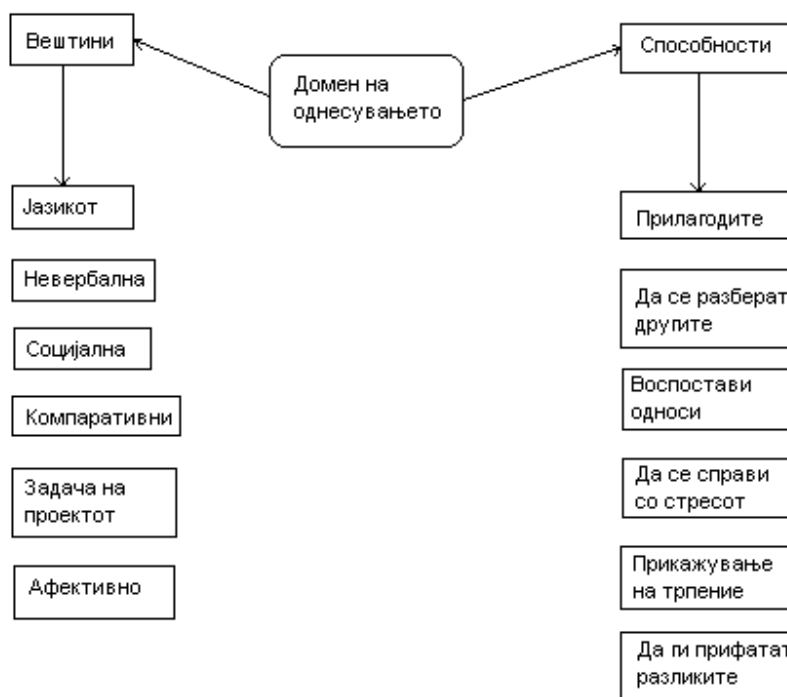 Вештини
Домен на
однесувањето
Способности
Јазикот
Невербална
Социјална
Компаративни
Задача на
проектот
Афективно
Прилагодите
Да се разберат
другите
Воспостави
односи
Да се справи
со стресот
Прикажување
на трпение
Да ги прифатат
разликите